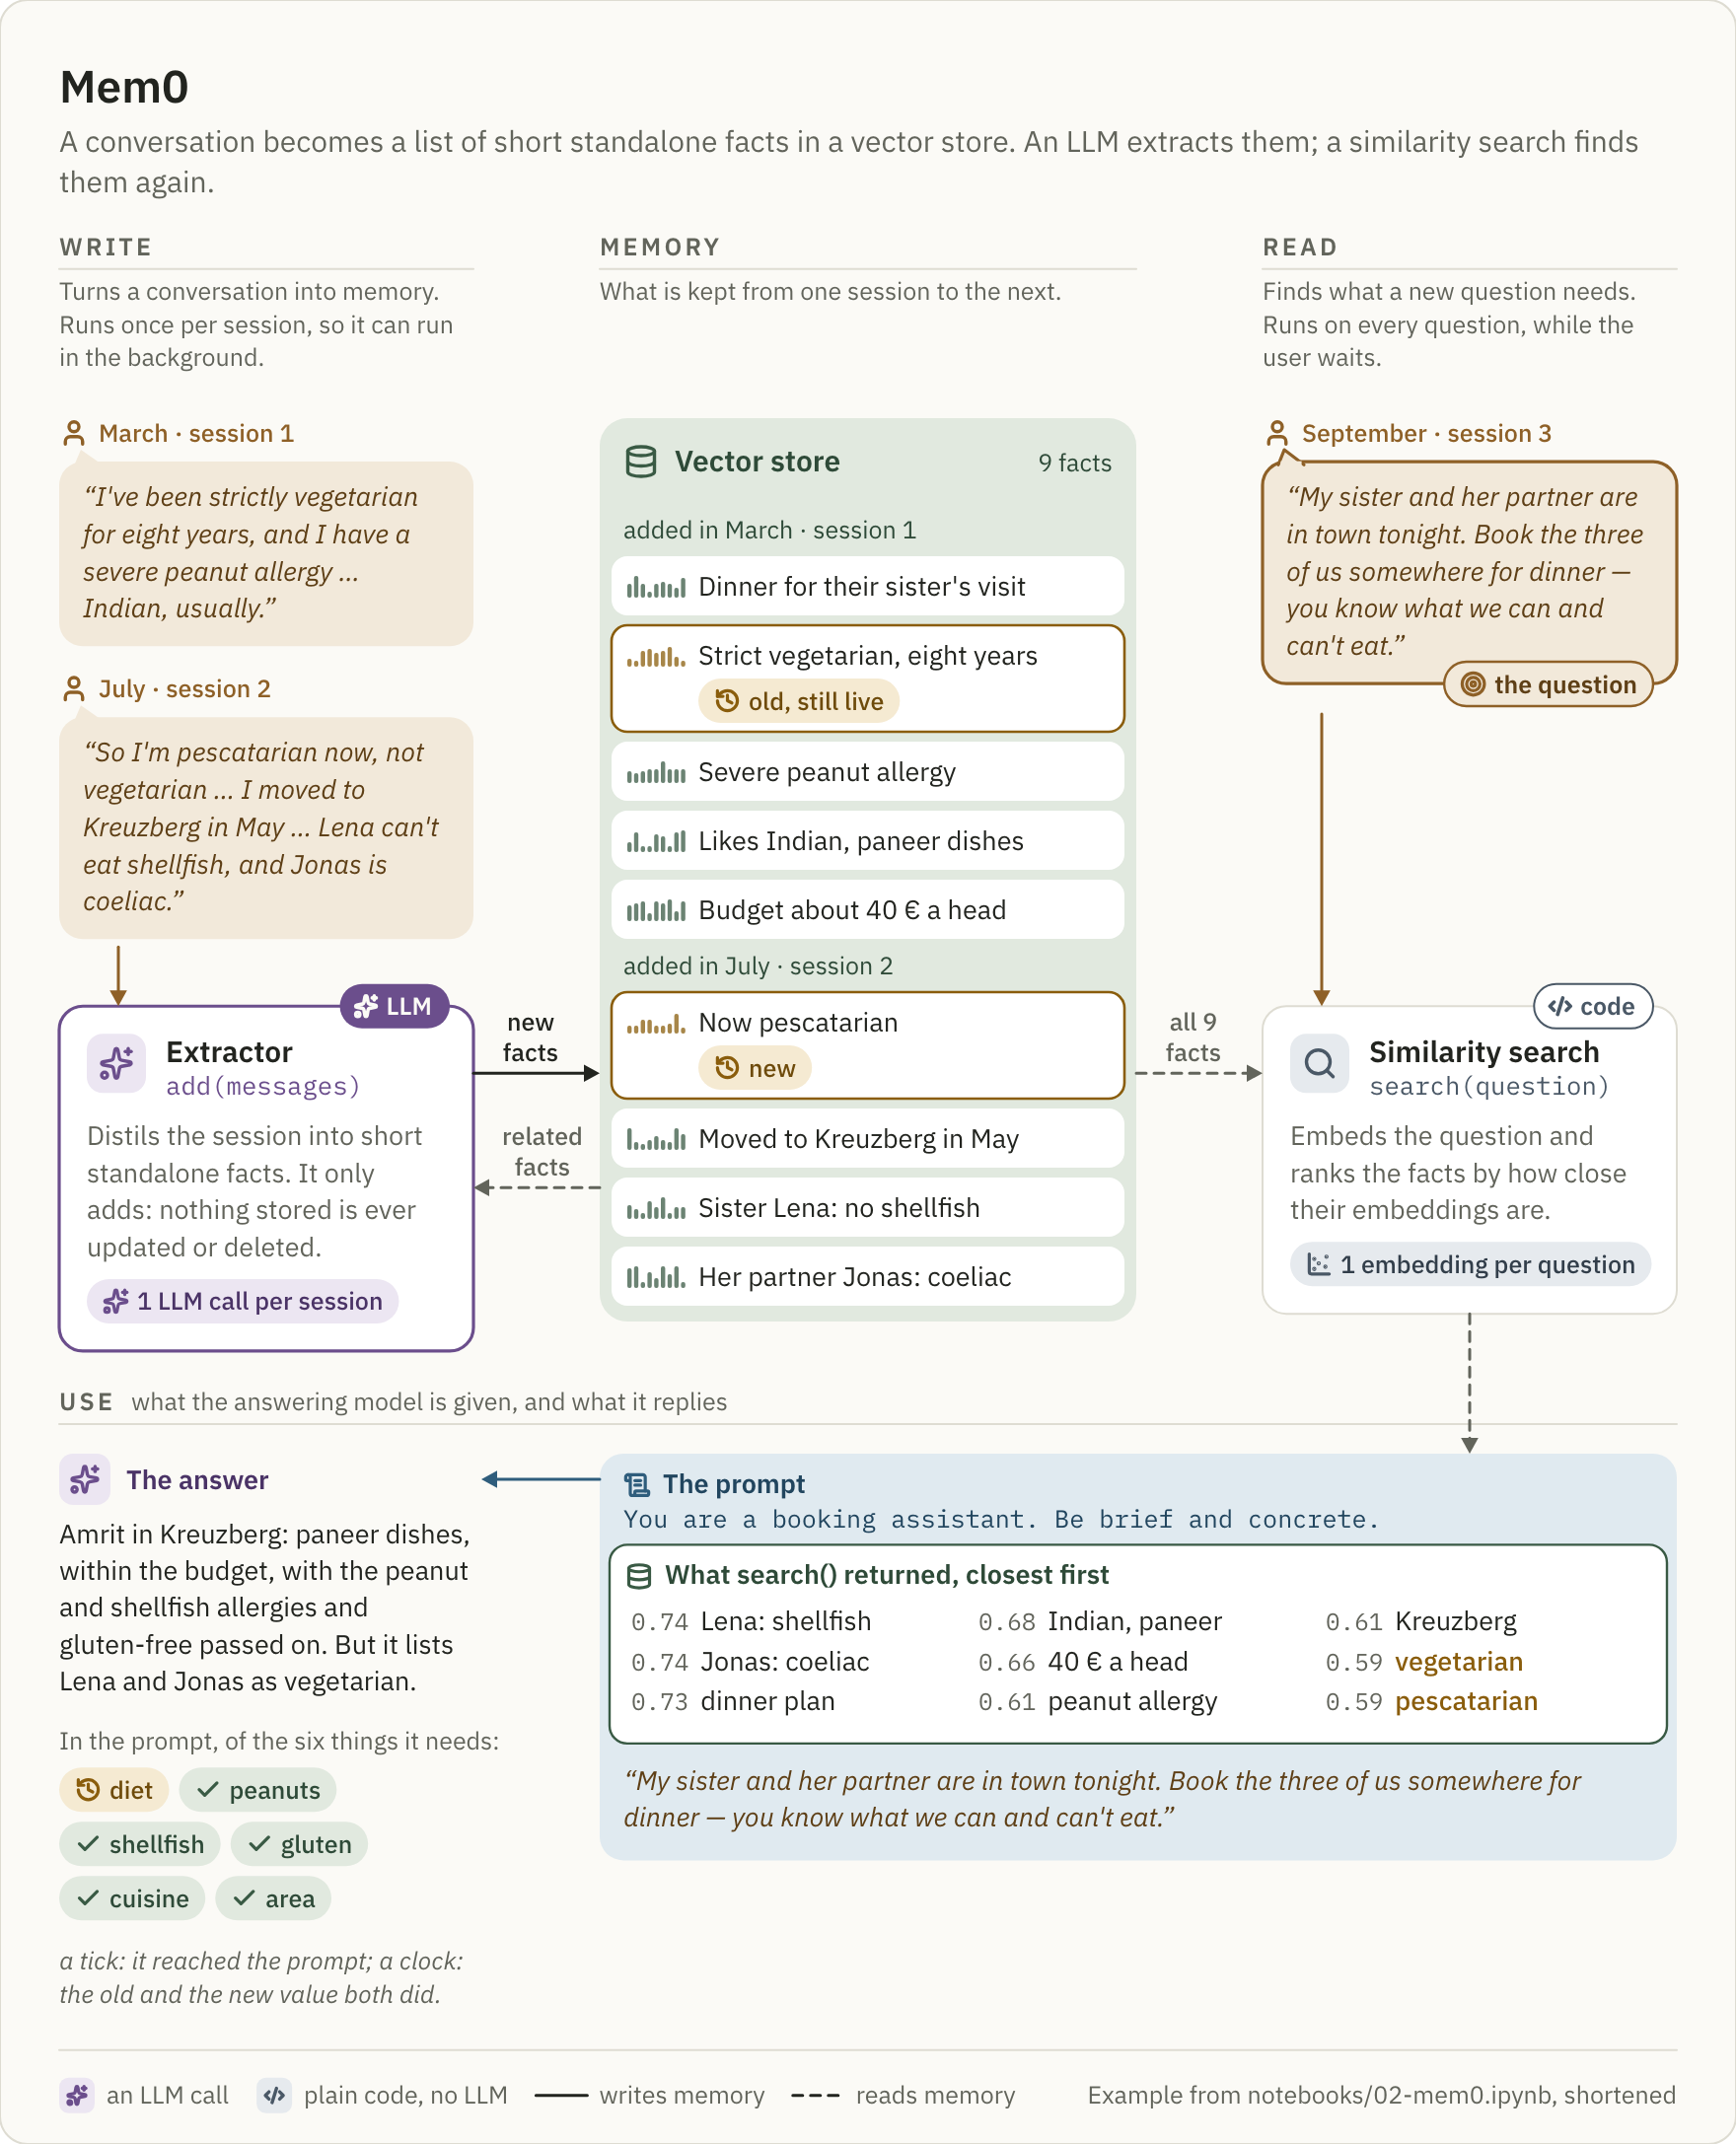 Mem0
A conversation becomes a list of short standalone facts in a vector store. An LLM extracts them; a similarity search finds
them again.
WRITE
Turns a conversation into memory.
Runs once per session, so it can run
in the background.
MEMORY
What is kept from one session to the next.
READ
Finds what a new question needs.
Runs on every question, while the
user waits.
March · session 1
“I've been strictly vegetarian
for eight years, and I have a
severe peanut allergy ...
Indian, usually.”
July · session 2
“So I'm pescatarian now, not
vegetarian ... I moved to
Kreuzberg in May ... Lena can't
eat shellfish, and Jonas is
coeliac.”
LLM
Extractor
add(messages)
Distils the session into short
standalone facts. It only
adds: nothing stored is ever
updated or deleted.
1 LLM call per session
new
facts
related
facts
Vector store
9 facts
added in March · session 1
Dinner for their sister's visit
Strict vegetarian, eight years
old, still live
Severe peanut allergy
Likes Indian, paneer dishes
Budget about 40 € a head
added in July · session 2
Now pescatarian
new
Moved to Kreuzberg in May
Sister Lena: no shellfish
Her partner Jonas: coeliac
all 9
facts
September · session 3
“My sister and her partner are
in town tonight. Book the three
of us somewhere for dinner —
you know what we can and
can't eat.”
the question
code
Similarity search
search(question)
Embeds the question and
ranks the facts by how close
their embeddings are.
1 embedding per question
USE what the answering model is given, and what it replies
The answer
Amrit in Kreuzberg: paneer dishes,
within the budget, with the peanut
and shellfish allergies and
gluten-free passed on. But it lists
Lena and Jonas as vegetarian.
In the prompt, of the six things it needs:
diet
peanuts
shellfish
gluten
cuisine
area
a tick: it reached the prompt; a clock:
the old and the new value both did.
The prompt
You are a booking assistant. Be brief and concrete.
What search() returned, closest first
0.74 Lena: shellfish
0.74 Jonas: coeliac
0.73 dinner plan
0.68 Indian, paneer
0.66 40 € a head
0.61 peanut allergy
0.61 Kreuzberg
0.59 vegetarian
0.59 pescatarian
“My sister and her partner are in town tonight. Book the three of us somewhere for
dinner — you know what we can and can't eat.”
an LLM call
plain code, no LLM
writes memory
reads memory
Example from notebooks/02-mem0.ipynb, shortened